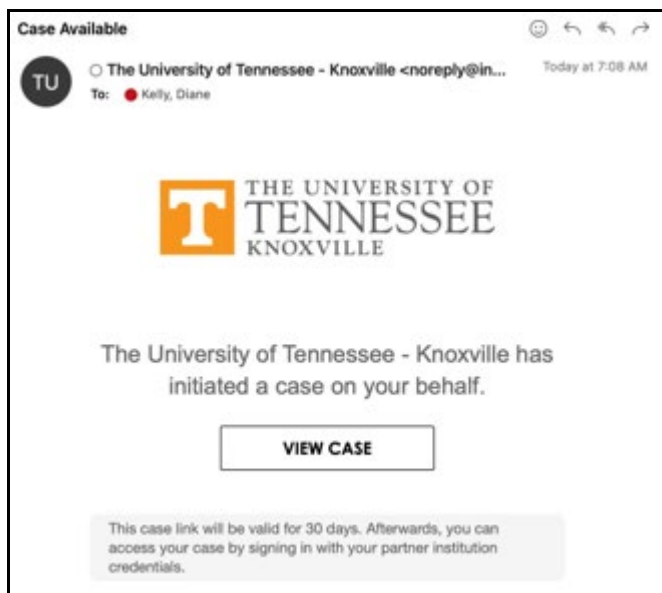 Case Available
TU
The University of Tennessee - Knoxville <noreply@in...
Today at 7:08 AM
To: Kelly, Diane
T
THE UNIVERSITY OF
TENNESSEE
KNOXVILLE
The University of Tennessee - Knoxville has
initiated a case on your behalf.
VIEW CASE
This case link will be valid for 30 days. Afterwards, you can
access your case by signing in with your partner institution
credentials.